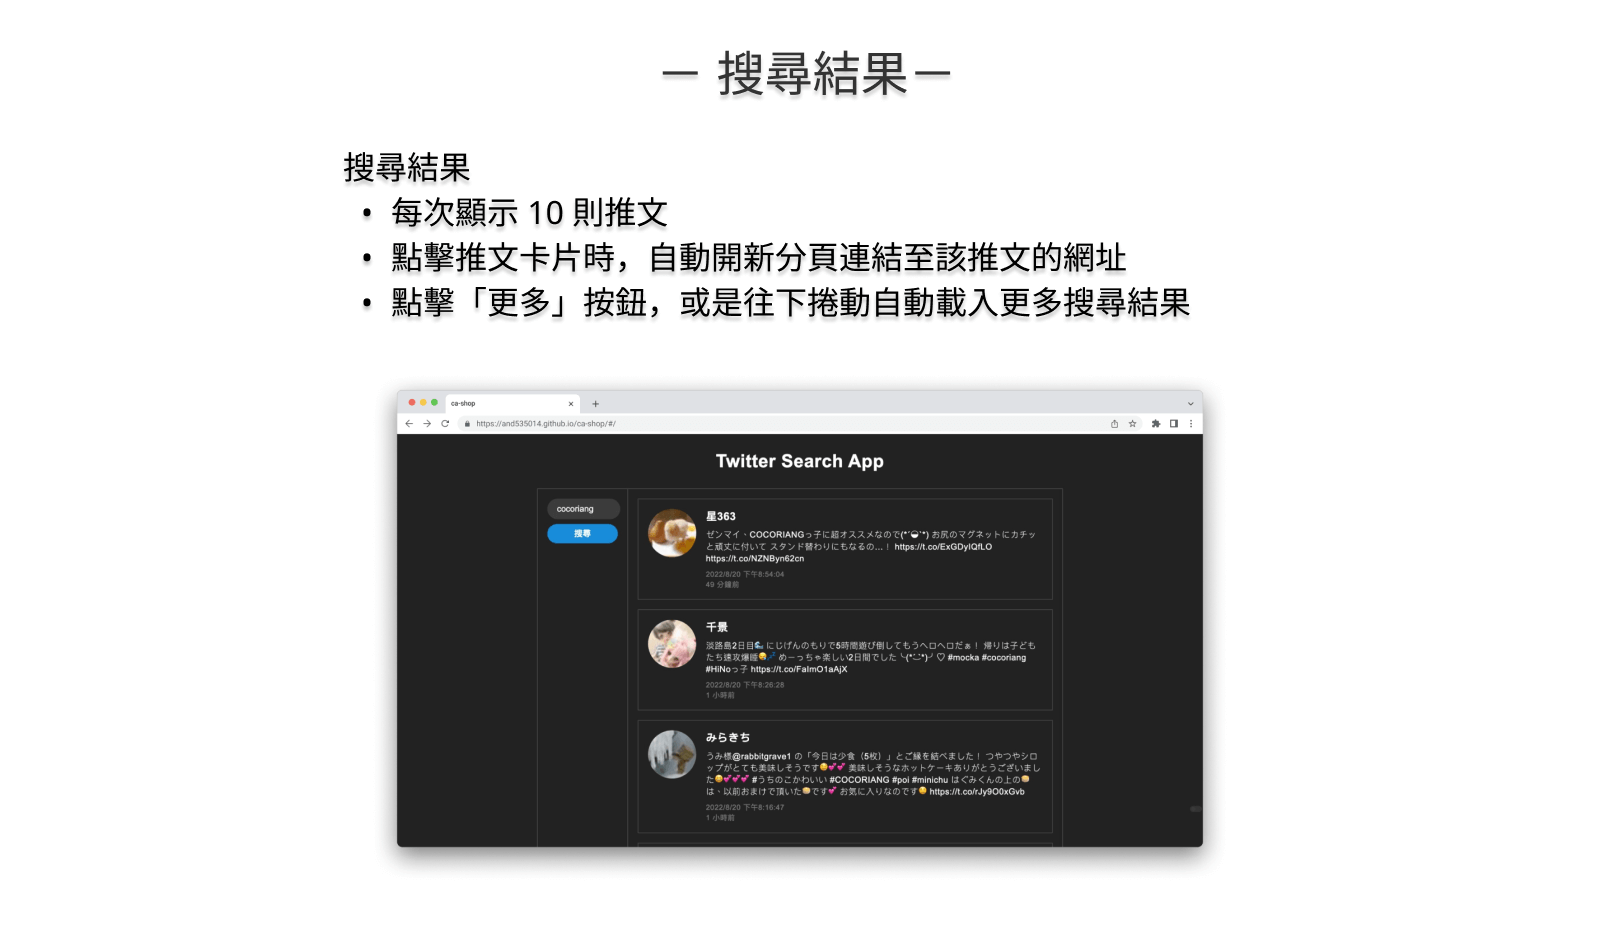 － 搜尋結果－
搜尋結果
• 每次顯示 10 則推文
• 點擊推文卡片時，自動開新分頁連結至該推文的網址
• 點擊「更多」按鈕，或是往下捲動自動載入更多搜尋結果
ca-shop
https://and535014.github.io/ca-shop/#/
Twitter Search App
cocoriang
搜尋
星363
ゼンマイ、COCORIANGっ子に超オススメなので(*´ `*) お尻のマグネットにカチッ
と頑丈に付いて スタンド替わりにもなるの…！ https://t.co/ExGDylQfLO
https://t.co/NZNByn62cn
2022/8/20 下午8:54:04
49 分鐘前
千景
淡路島2日目🌊 にじげんのもりで5時間遊び倒してもうヘロヘロだぁ！ 帰りは子ども
たち速攻爆睡😴💤 めーっちゃ楽しい2日間でした ╰(*´︶`*)╯♡ #mocka #cocoriang
#HiNoっ子 https://t.co/FaImO1aAjX
2022/8/20 下午8:26:28
1 小時前
みらきち
うみ様@rabbitgrave1 の「今日は少食（5枚）」とご縁を結べました！ つやつやシロ
ップがとても美味しそうです😋💕💕 美味しそうなホットケーキありがとうございまし
た😄💕💕💕 #うちのこかわいい #COCORIANG #poi #minichu はぐみくんの上の🥞
は、以前おまけで頂いた🥞です💕 お気に入りなのです😊 https://t.co/rJy9O0xGvb
2022/8/20 下午8:16:47
1 小時前